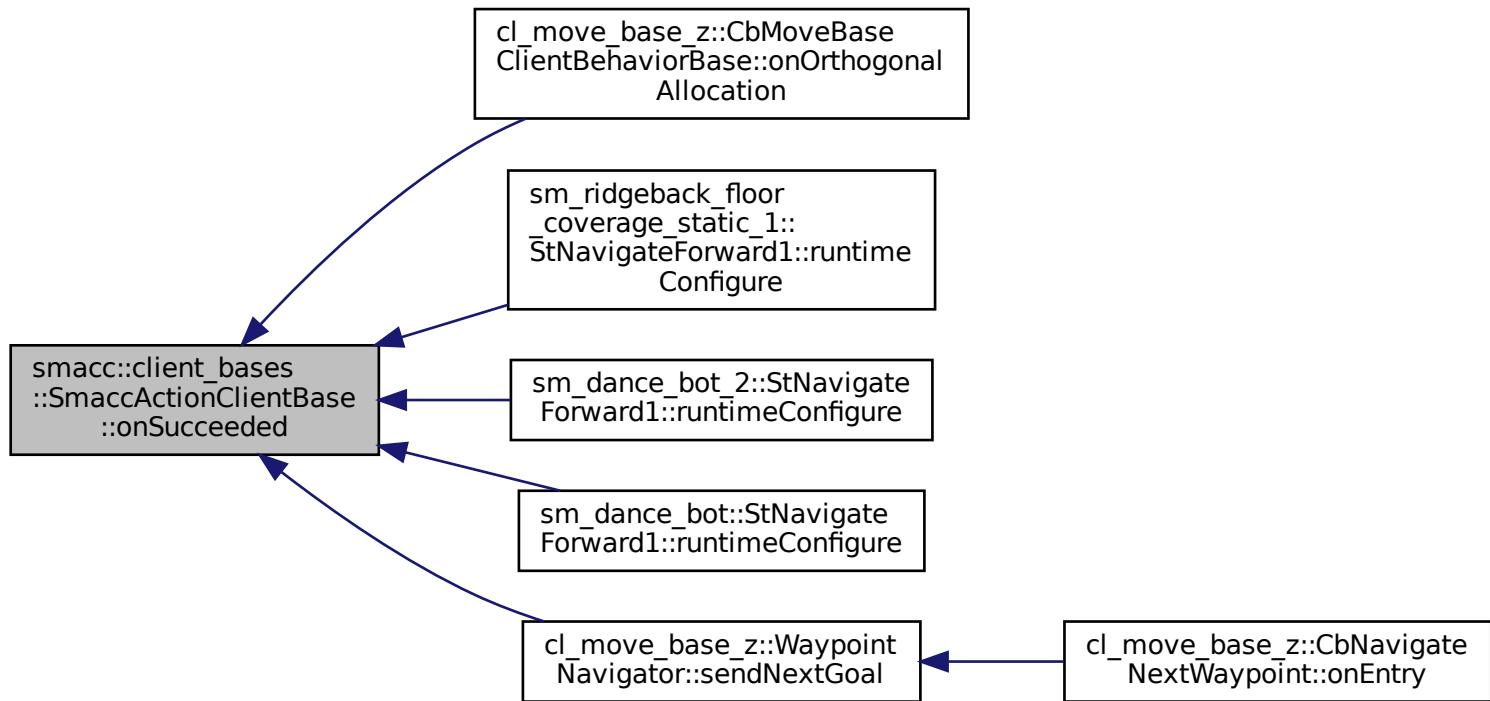 cl_move_base_z::CbMoveBase
ClientBehaviorBase::onOrthogonal
Allocation
sm_ridgeback_floor
_coverage_static_1::
StNavigateForward1::runtime
Configure
smacc::client_bases
::SmaccActionClientBase
::onSucceeded
sm_dance_bot_2::StNavigate
Forward1::runtimeConfigure
sm_dance_bot::StNavigate
Forward1::runtimeConfigure
cl_move_base_z::Waypoint
Navigator::sendNextGoal
cl_move_base_z::CbNavigate
NextWaypoint::onEntry